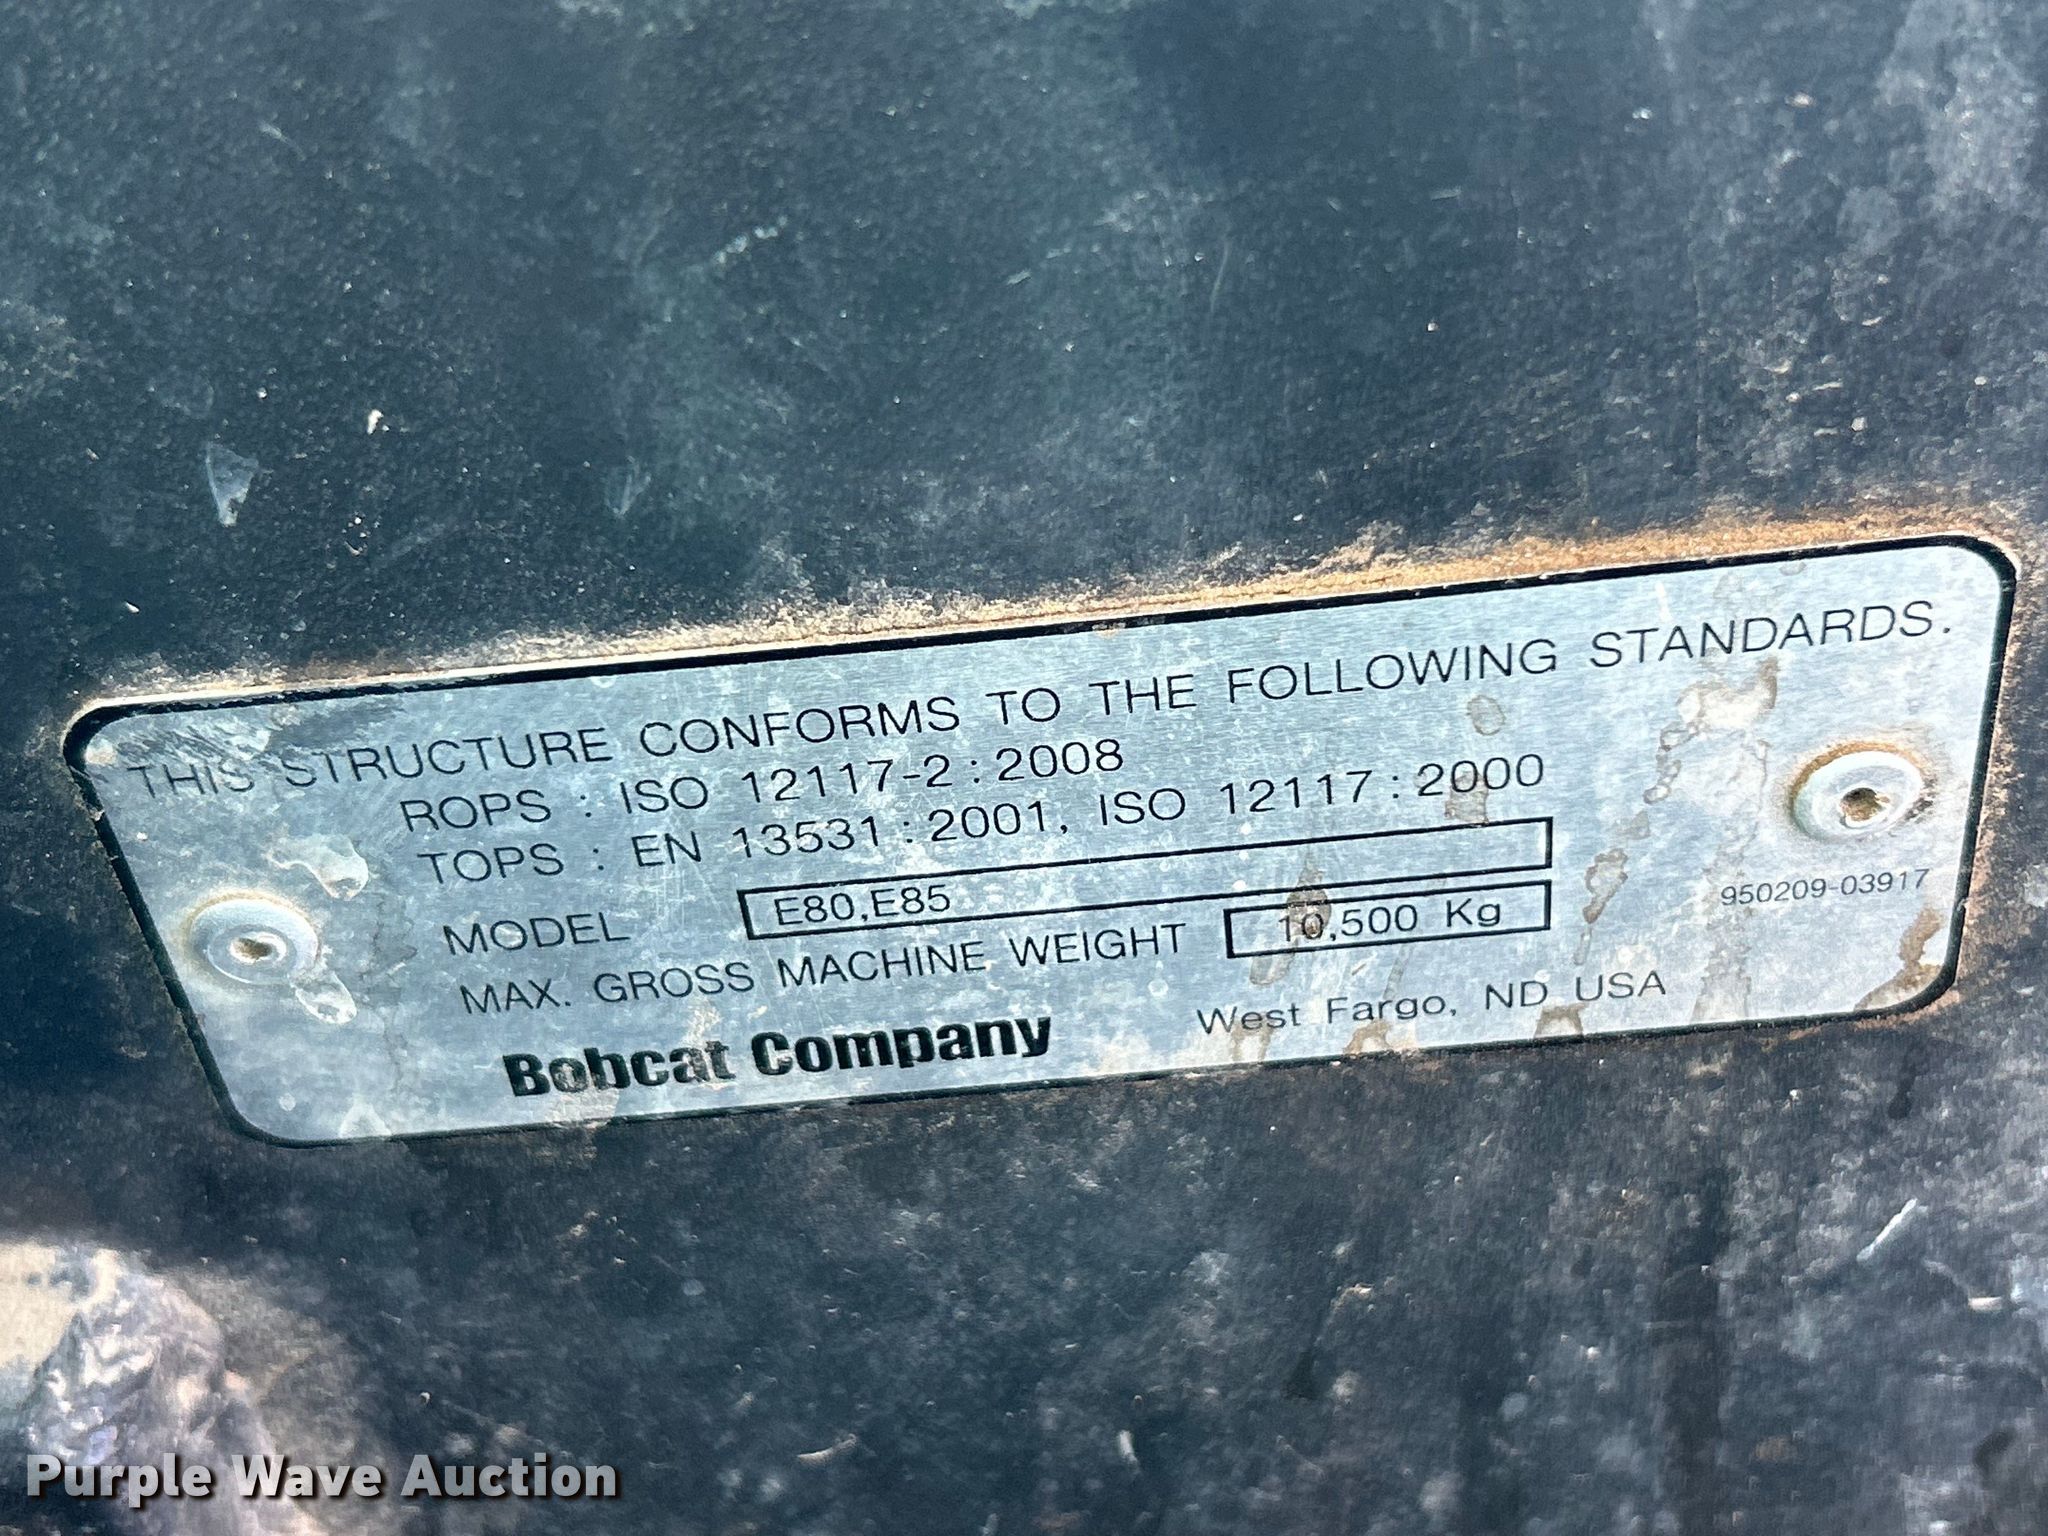 THIS STRUCTURE CONFORMS TO THE FOLLOWING STANDARDS.
ROPS : ISO 12117-2:2008
TOPS : EN 13531:2001, ISO 12117:2000
MODEL E80,E85
MAX. GROSS MACHINE WEIGHT 10,500 Kg
950209-03917
Bobcat Company West Fargo, ND USA
Purple Wave Auction